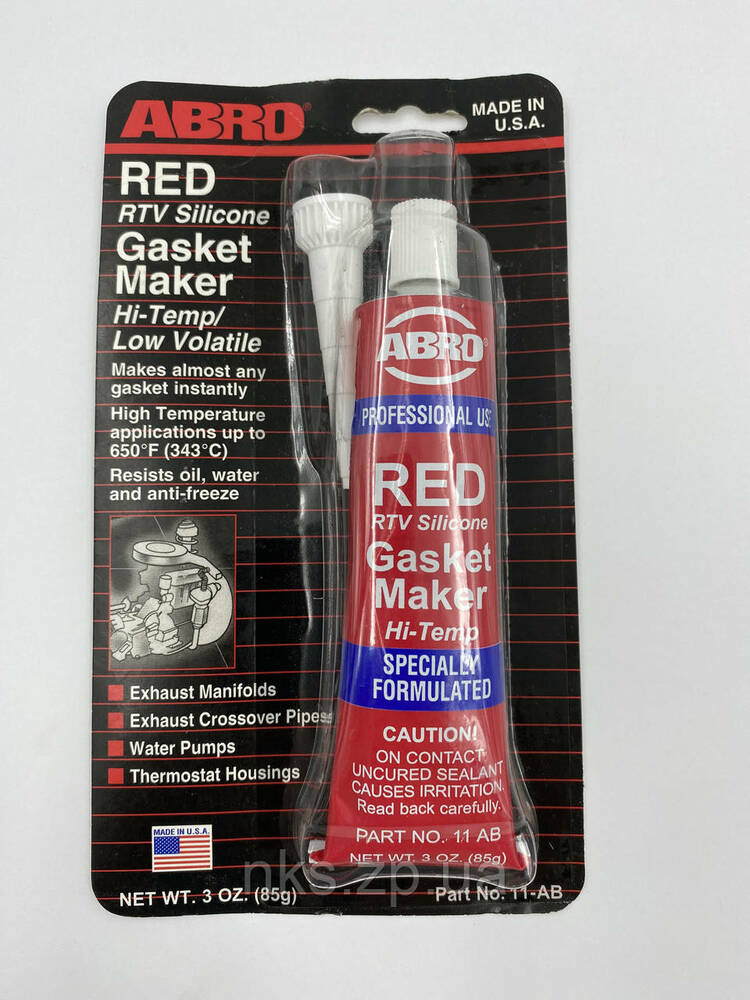 ABRO®
MADE IN
U.S.A.
RED
RTV Silicone
Gasket
Maker
Hi-Temp/
Low Volatile
Makes almost any
gasket instantly
High Temperature
applications up to
650°F (343°C)
Resists oil, water
and anti-freeze
Exhaust Manifolds
Exhaust Crossover Pipes
Water Pumps
Thermostat Housings
MADE IN U.S.A.
NET WT. 3 OZ. (85g)
Part No. 11-AB
ABRO®
PROFESSIONAL USE
RED
RTV Silicone
Gasket
Maker
Hi-Temp
SPECIALLY
FORMULATED
CAUTION!
ON CONTACT
UNCURED SEALANT
CAUSES IRRITATION.
Read back carefully.
PART NO. 11 AB
NET WT. 3 OZ. (85g)
nks.zp.ua